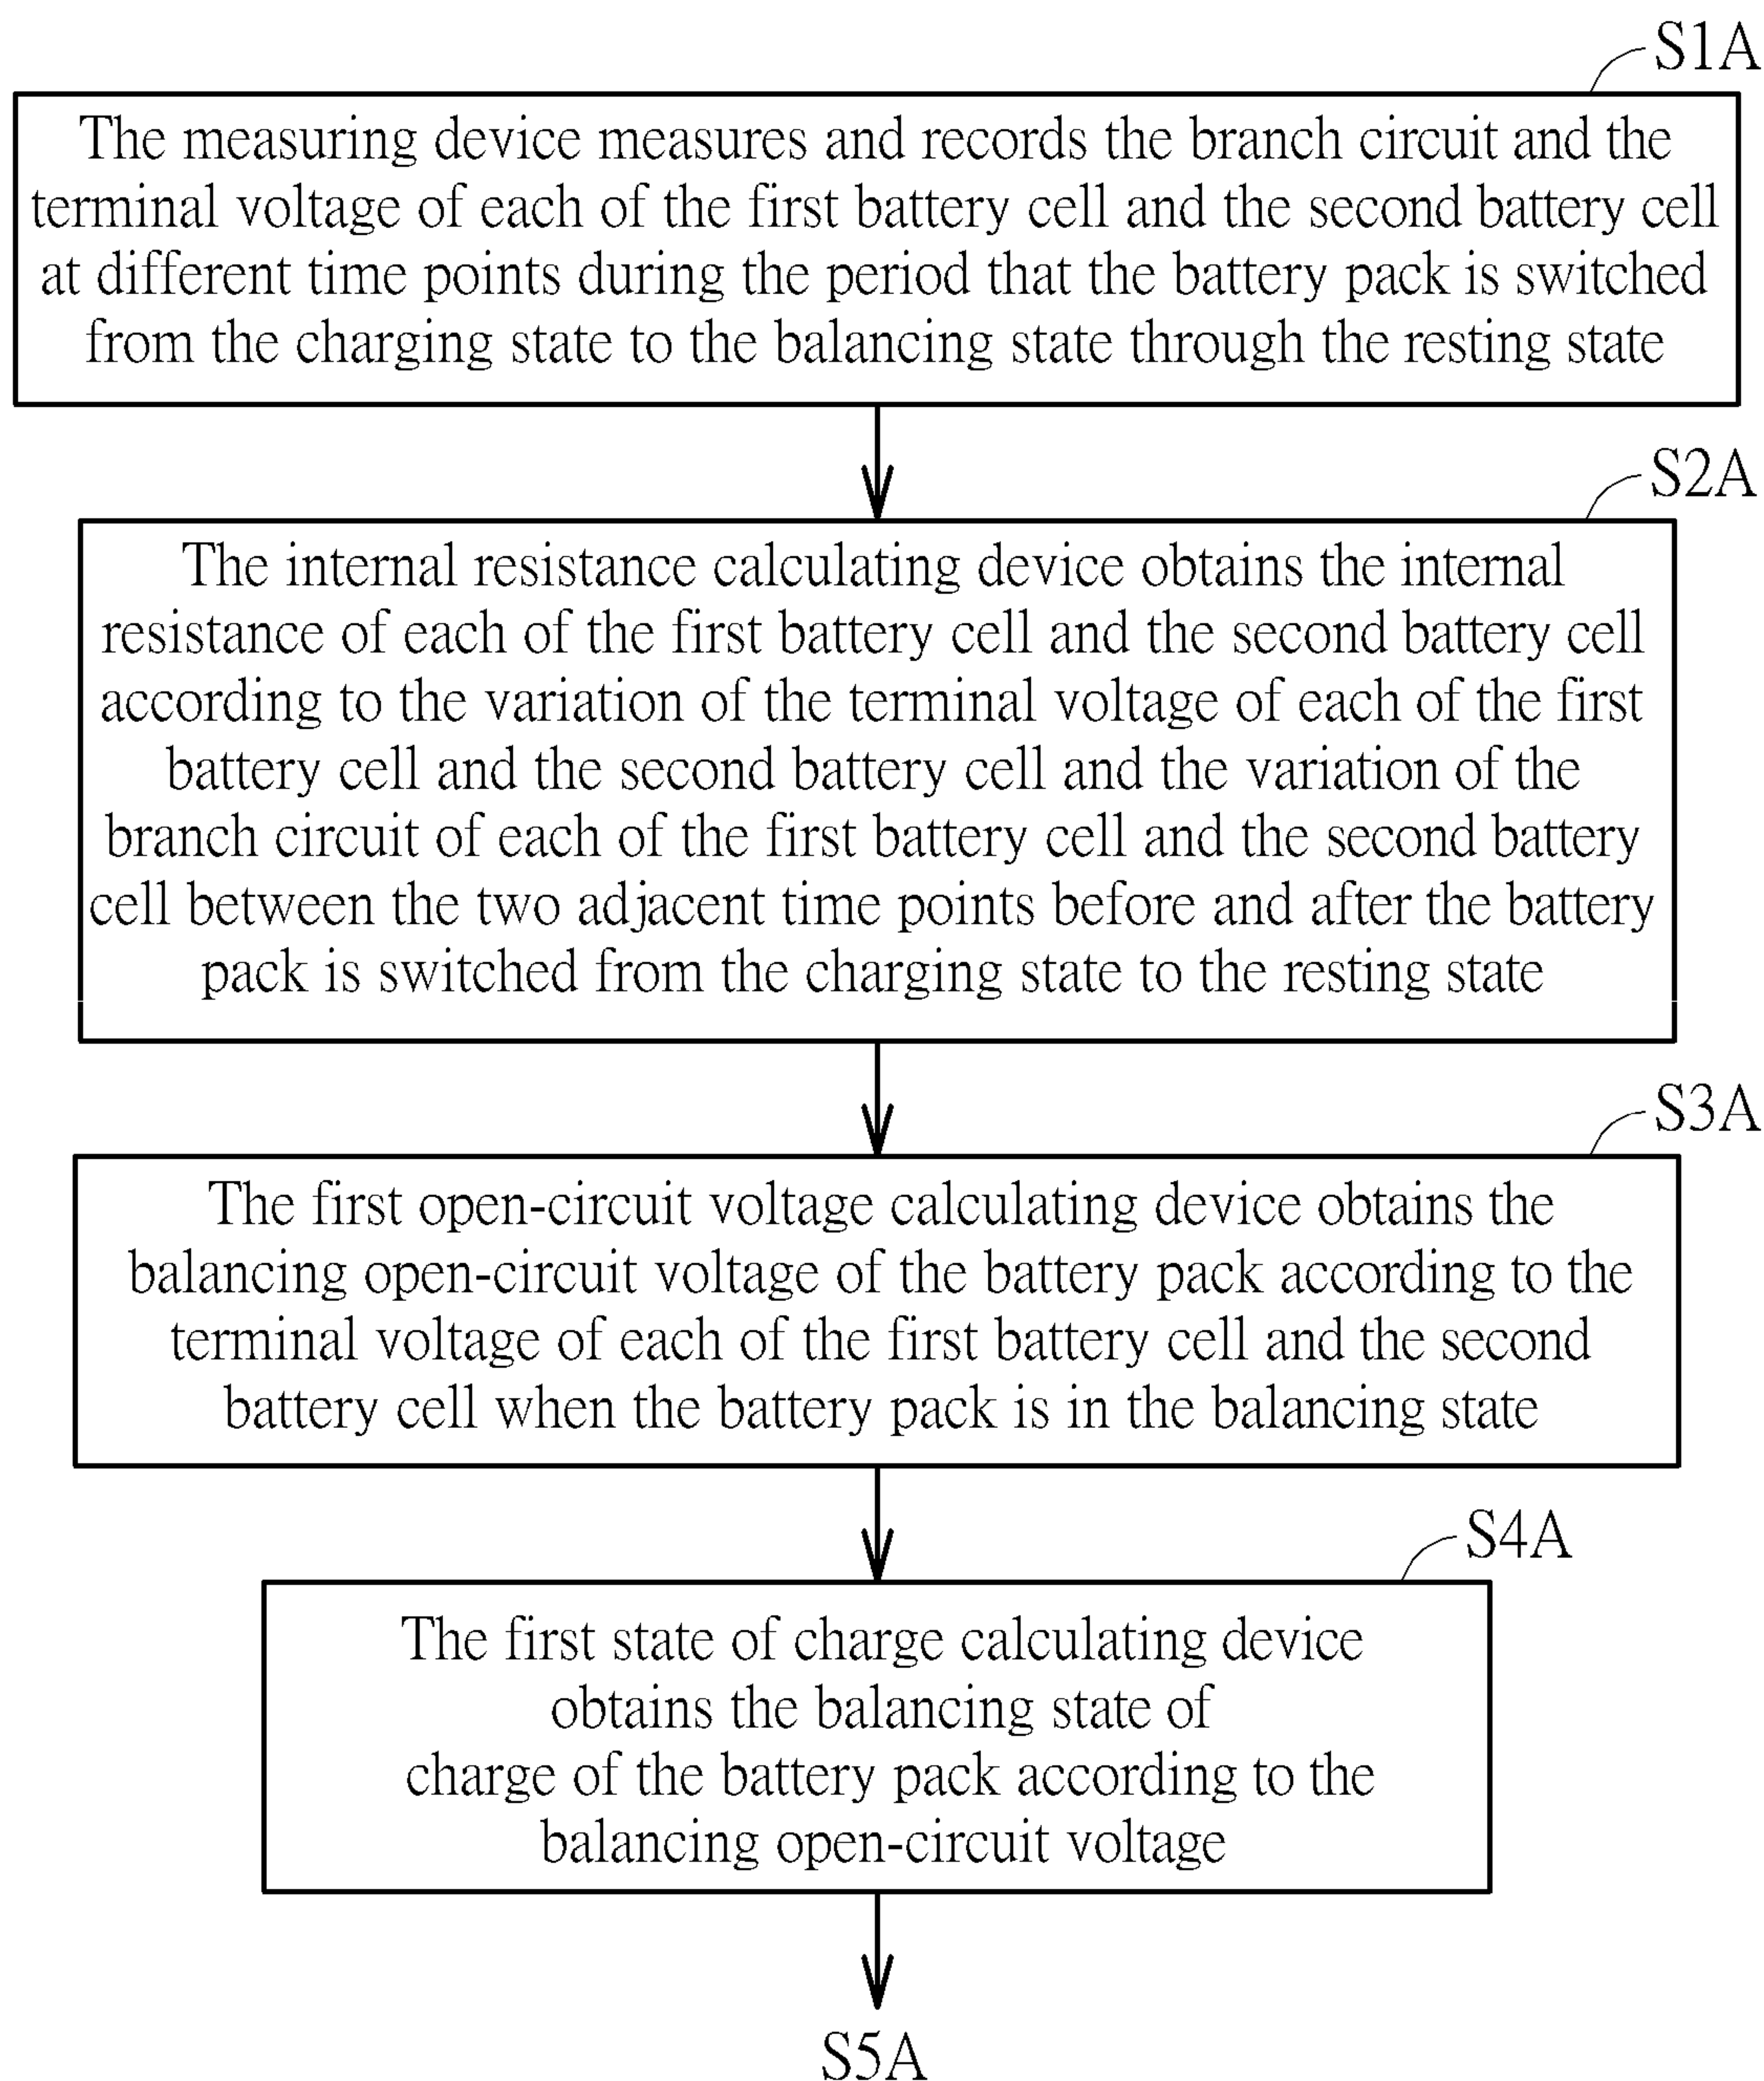 S1A
The measuring device measures and records the branch circuit and the
terminal voltage of each of the first battery cell and the second battery cell
at different time points during the period that the battery pack is switched
from the charging state to the balancing state through the resting state
S2A
The internal resistance calculating device obtains the internal
resistance of each of the first battery cell and the second battery cell
according to the variation of the terminal voltage of each of the first
battery cell and the second battery cell and the variation of the
branch circuit of each of the first battery cell and the second battery
cell between the two adjacent time points before and after the battery
pack is switched from the charging state to the resting state
S3A
The first open-circuit voltage calculating device obtains the
balancing open-circuit voltage of the battery pack according to the
terminal voltage of each of the first battery cell and the second
battery cell when the battery pack is in the balancing state
S4A
The first state of charge calculating device
obtains the balancing state of
charge of the battery pack according to the
balancing open-circuit voltage
S5A